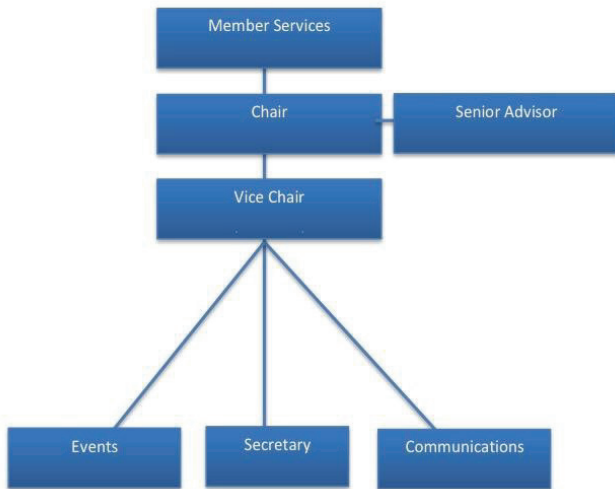 Member Services
Chair
Senior Advisor
Vice Chair
Events
Secretary
Communications